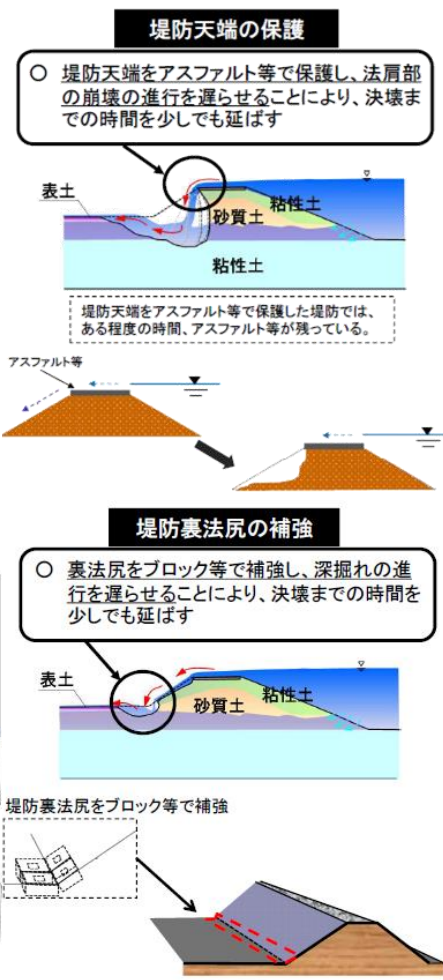 堤防天端の保護
○ 堤防天端をアスファルト等で保護し、法肩部
の崩壊の進行を遅らせることにより、決壊ま
での時間を少しでも延ばす
表土
砂質土
粘性土
粘性土
堤防天端をアスファルト等で保護した堤防では、
ある程度の時間、アスファルト等が残っている。
アスファルト等
堤防裏法尻の補強
○ 裏法尻をブロック等で補強し、深掘れの進
行を遅らせることにより、決壊までの時間を
少しでも延ばす
表土
砂質土
粘性土
堤防裏法尻をブロック等で補強